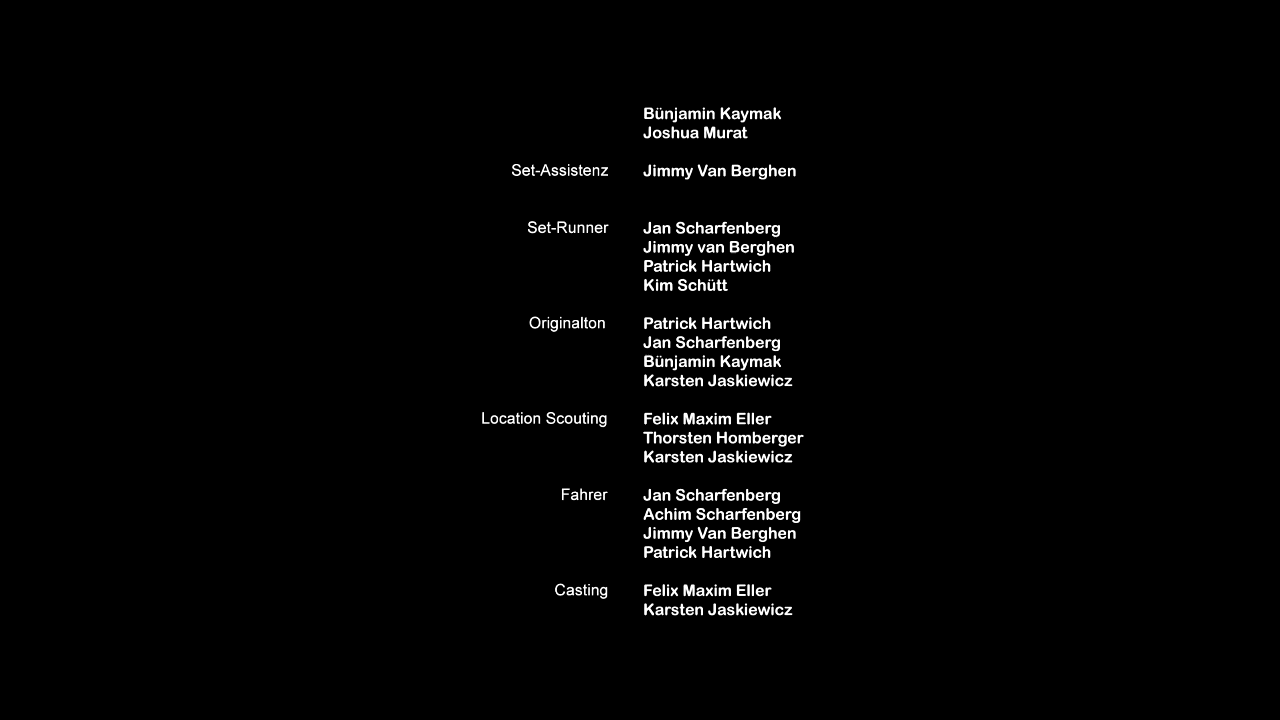 Bünjamin Kaymak
Joshua Murat
Set-Assistenz Jimmy Van Berghen
Set-Runner Jan Scharfenberg
Jimmy van Berghen
Patrick Hartwich
Kim Schütt
Originalton Patrick Hartwich
Jan Scharfenberg
Bünjamin Kaymak
Karsten Jaskiewicz
Location Scouting Felix Maxim Eller
Thorsten Homberger
Karsten Jaskiewicz
Fahrer Jan Scharfenberg
Achim Scharfenberg
Jimmy Van Berghen
Patrick Hartwich
Casting Felix Maxim Eller
Karsten Jaskiewicz